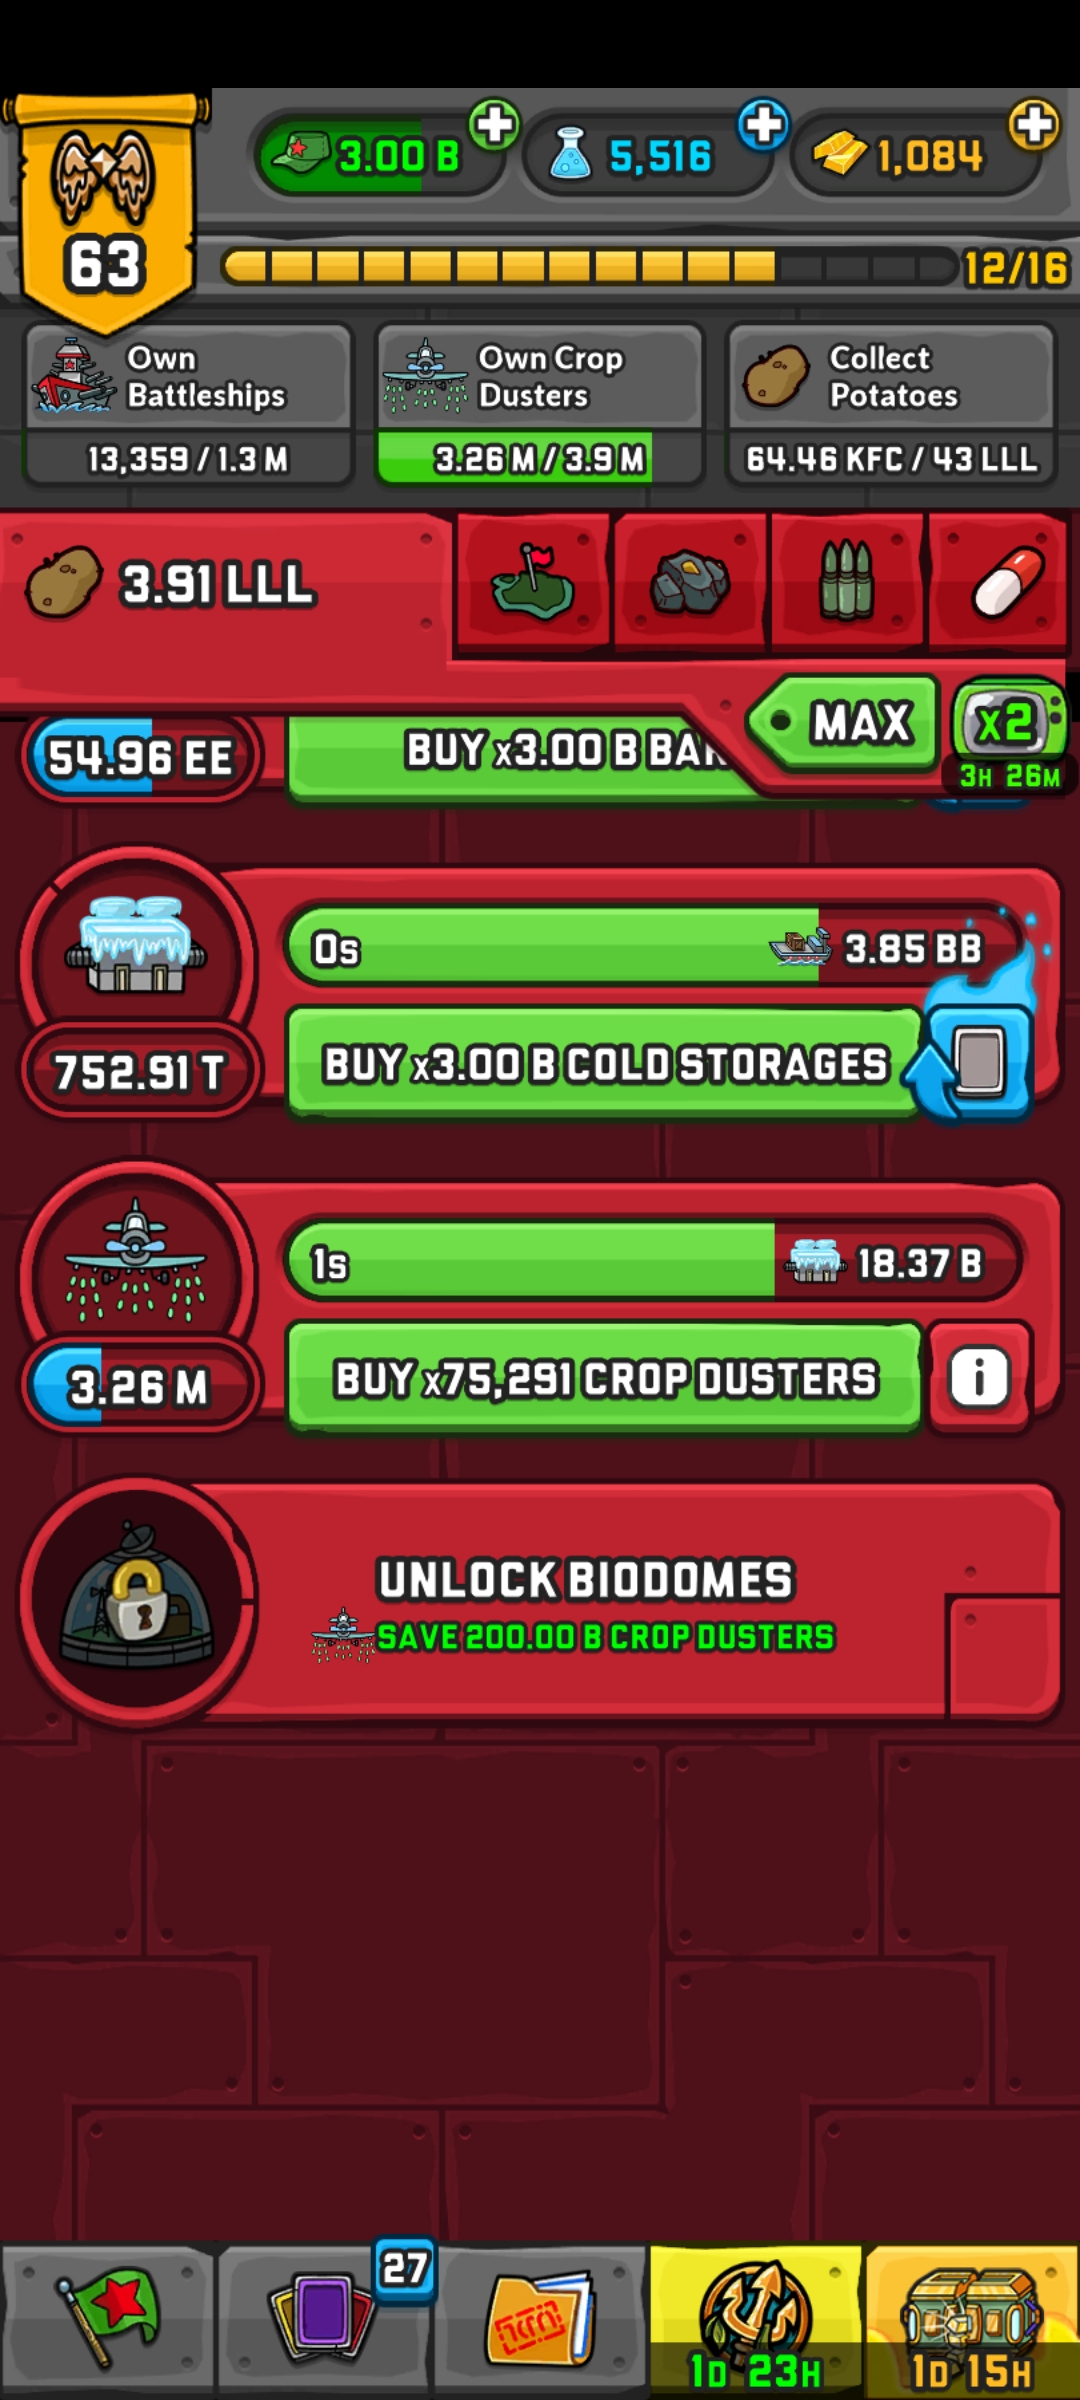 63
3.00 B
5,516
1,084
12/16
Own
Battleships
13,359 / 1.3 M
Own Crop
Dusters
3.26 M / 3.9 M
Collect
Potatoes
64.46 KFC / 43 LLL
3.91 LLL
MAX
X2
3H 26M
54.96 EE
BUY x3.00 B
0s
3.85 BB
752.91 T
BUY x3.00 B COLD STORAGES
1s
18.37 B
3.26 M
BUY x75,291 CROP DUSTERS
i
UNLOCK BIODOMES
SAVE 200.00 B CROP DUSTERS
27
1D 23H
1D 15H